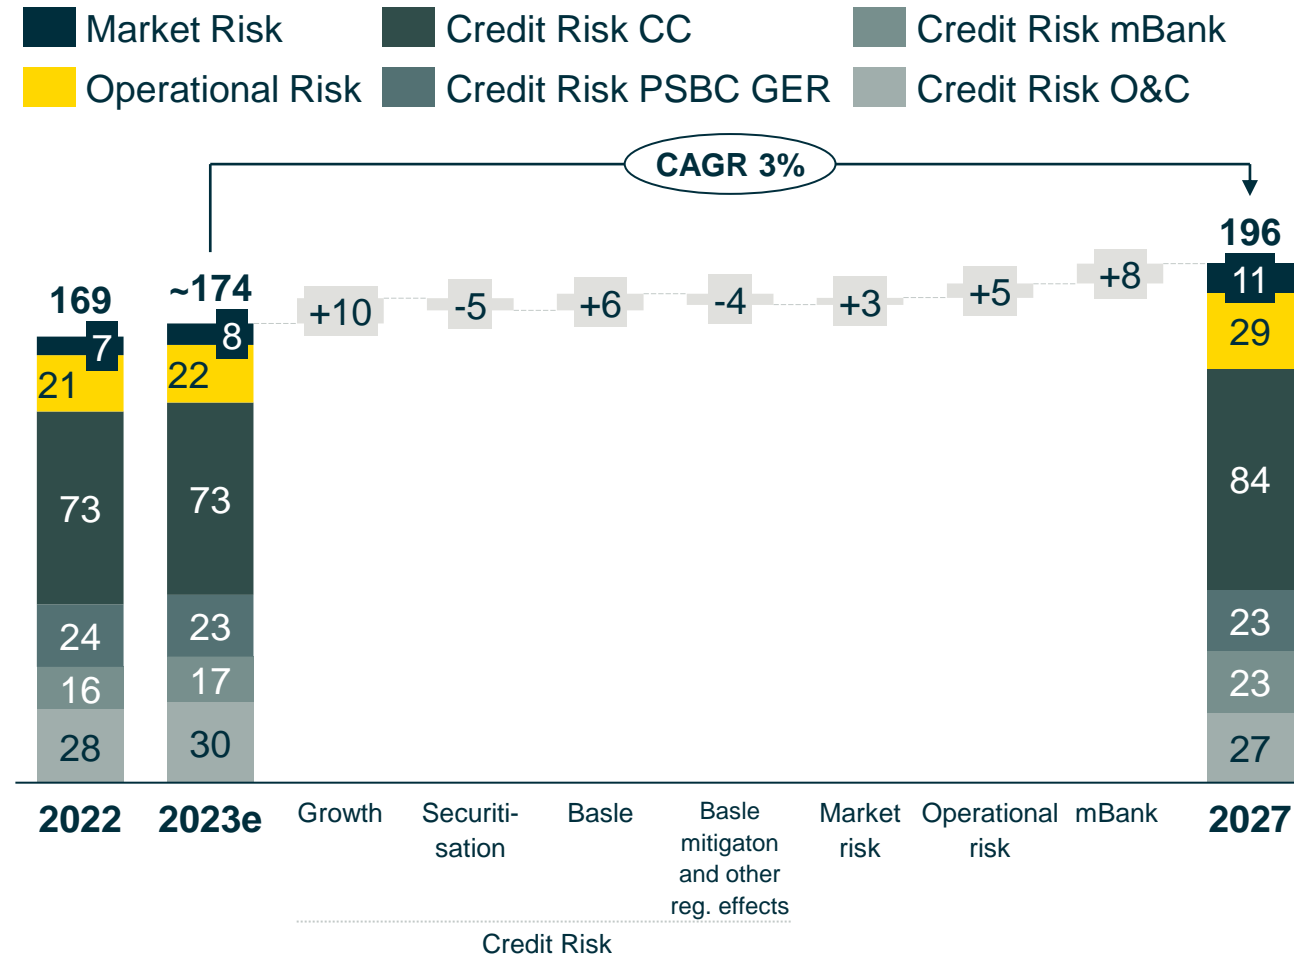 Market Risk
Credit Risk CC
Credit Risk mBank
Operational Risk
Credit Risk PSBC GER
Credit Risk O&C
CAGR 3%
169
7
21
73
24
16
28
~174
8
22
73
23
17
30
+10
-5
+6
-4
+3
+5
+8
196
11
29
84
23
23
27
2022
2023e
Growth
Securiti-
sation
Basle
Basle
mitigaton
and other
reg. effects
Market
risk
Operational
risk
mBank
2027
Credit Risk